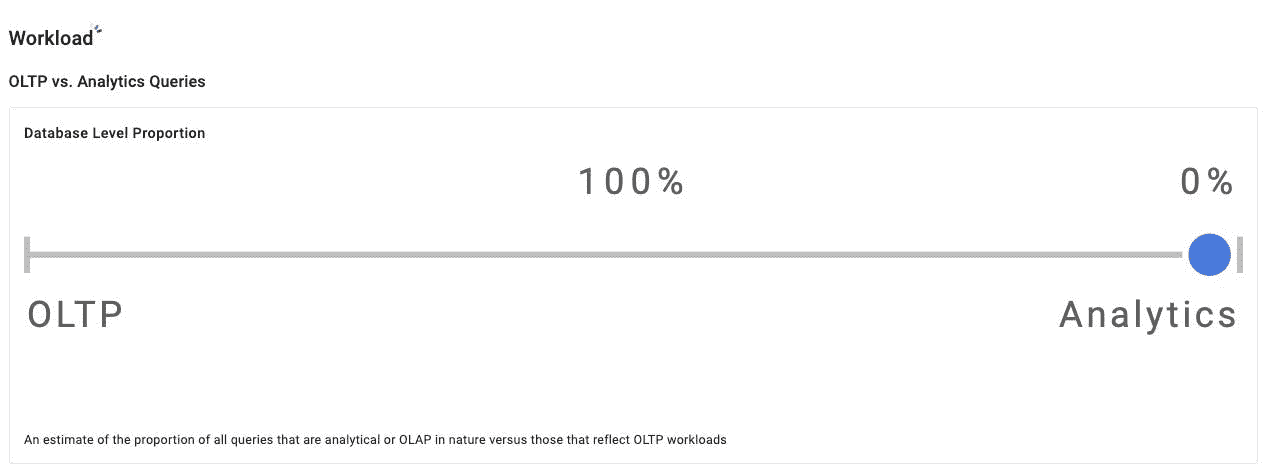 Workload
OLTP vs. Analytics Queries
Database Level Proportion
100% 0%
OLTP Analytics
An estimate of the proportion of all queries that are analytical or OLAP in nature versus those that reflect OLTP workloads